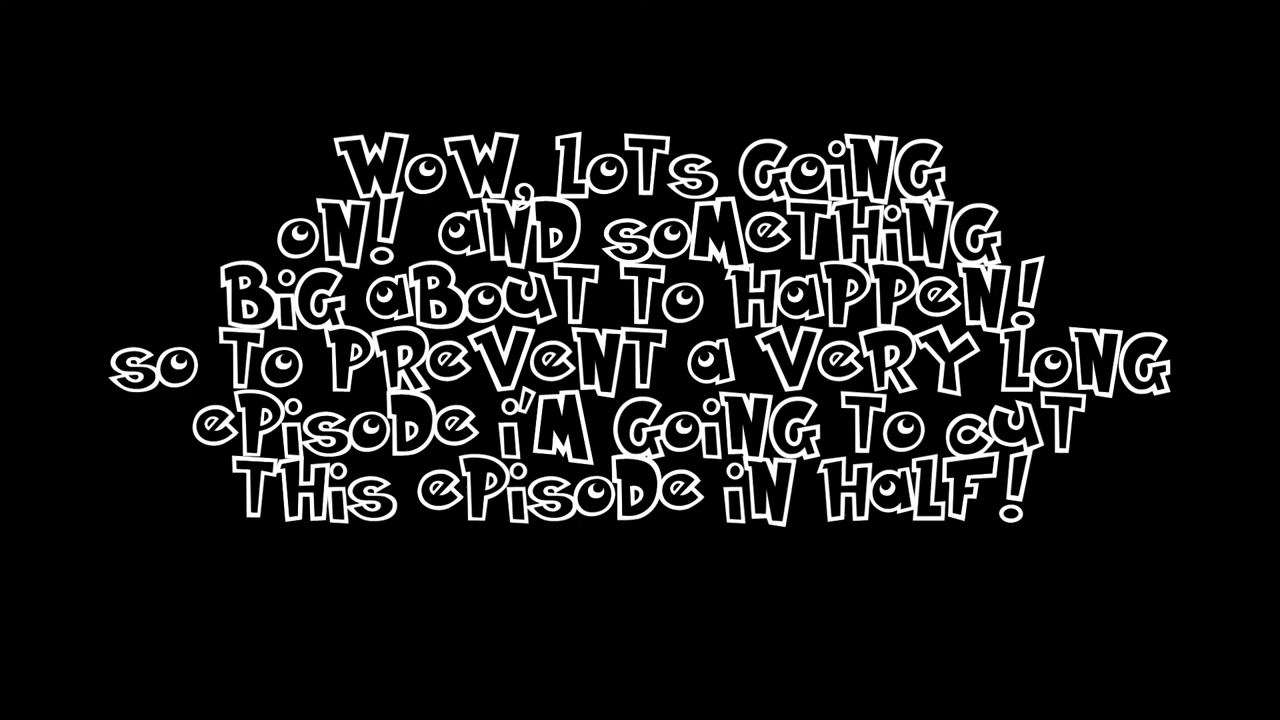 WoW, LoTs GoiNG
oN! aND soMeTHiNG
BiG aBouT To HaPPeN!
so To PReVeNT a VeRY LoNG
ePisoDe i'M GoiNG To cuT
THis ePisoDe iN HaLF!